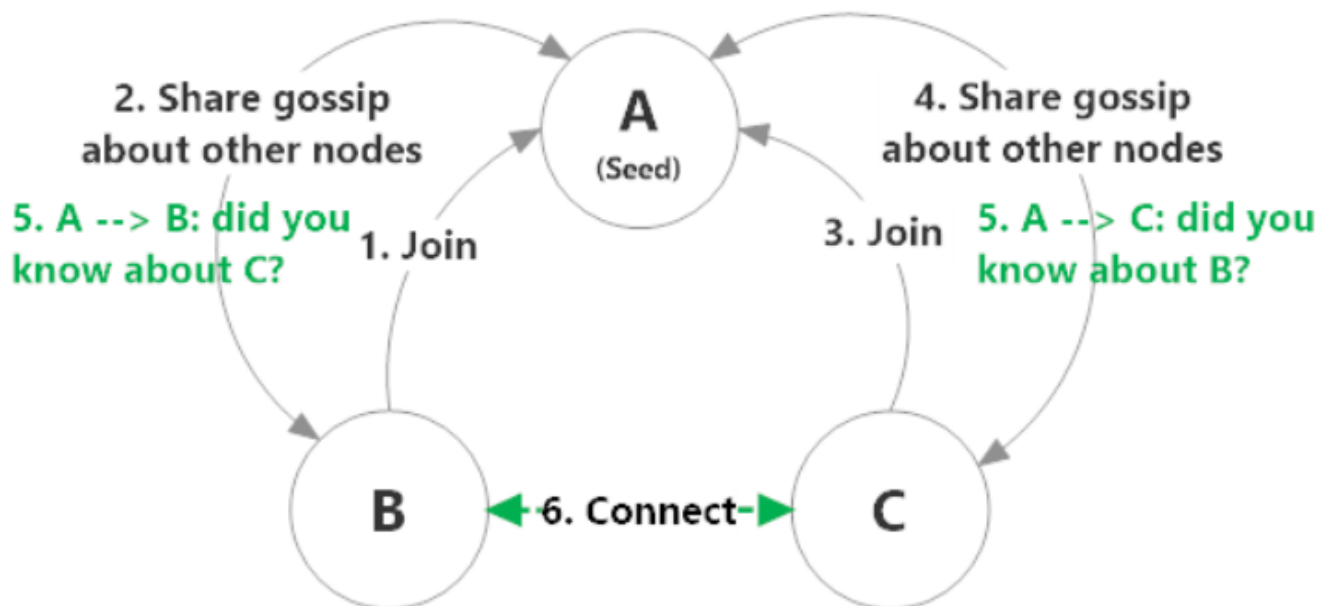 A
(Seed)
2. Share gossip
about other nodes
4. Share gossip
about other nodes
5. A --> B: did you
know about C?
1. Join
3. Join
5. A --> C: did you
know about B?
B
6. Connect
C